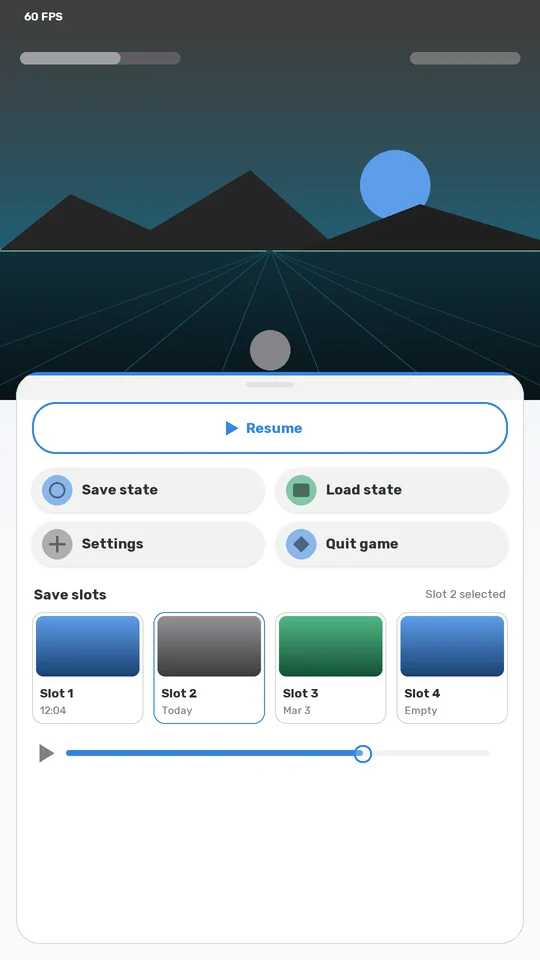 60 FPS
Resume
Save state
Load state
Settings
Quit game
Save slots
Slot 2 selected
Slot 1
12:04
Slot 2
Today
Slot 3
Mar 3
Slot 4
Empty